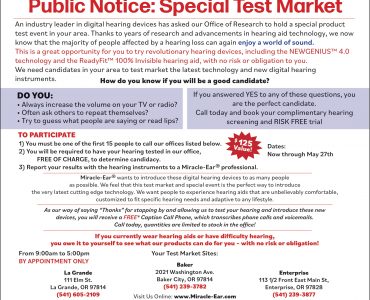 Public Notice: Special Test Market
An industry leader in digital hearing devices has asked our Office of Research to hold a special product
test event in your area. Thanks to years of research and advancements in hearing aid technology, we now
know that the majority of people affected by a hearing loss can again enjoy a world of sound.
This is a great opportunity for you to try revolutionary hearing devices, including the NEWGENIUS™ 4.0
technology and the ReadyFit™ 100% Invisible hearing aid, with no risk or obligation to you.
We need candidates in your area to test market the latest technology and new digital hearing
instruments.
How do you know if you will be a good candidate?
DO YOU:
• Always increase the volume on your TV or radio?
• Often ask others to repeat themselves?
• Try to guess what people are saying or read lips?
If you answered YES to any of these questions, you
are the perfect candidate.
Call today and book your complimentary hearing
screening and RISK FREE trial
TO PARTICIPATE
1) You must be one of the first 15 people to call our offices listed below.
2) You will be required to have your hearing tested in our office,
FREE OF CHARGE, to determine candidacy.
3) Report your results with the hearing instruments to a Miracle-Ear® professional.
$125
Value!
Dates:
Now through May 27th
Miracle-Ear® wants to introduce these digital hearing devices to as many people
as possible. We feel that this test market and special event is the perfect way to introduce
the very latest cutting edge technology. We want people to experience hearing aids that are unbelievably comfortable,
customized to fit specific hearing needs and adaptive to any lifestyle.
As our way of saying "Thanks" for stopping by and allowing us to test your hearing and introduce these new
devices, you will receive a FREE* Caption Call Phone, which transcribes phone calls and voicemails.
Call today, quantities are limited to stock in the office!
If you currently wear hearing aids or have difficulty hearing,
you owe it to yourself to see what our products can do for you - with no risk or obligation!
From 9:00am to 5:00pm
BY APPOINTMENT ONLY
Your Test Market Sites:
La Grande
111 Elm St.
La Grande, OR 97814
(541) 605-2109
Baker
2021 Washington Ave.
Baker City, OR 97814
(541) 239-3782
Enterprise
113 1/2 Front East Main St,
Enterprise, OR 97828
(541) 239-3877
Visit Us Online: www.Miracle-Ear.com